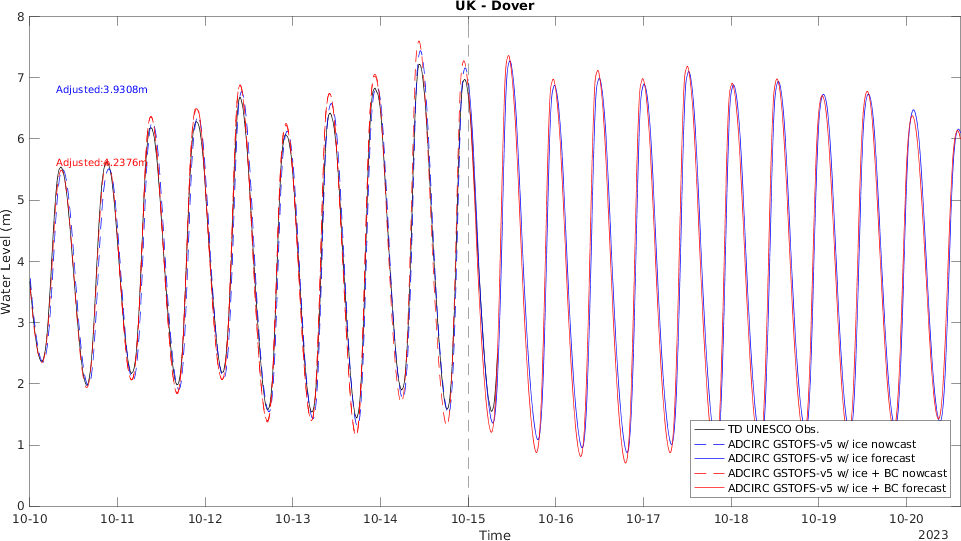 UK - Dover
8
7
6
5
4
3
2
1
0
Water Level (m)
Adjusted:3.9308m
Adjusted:4.2376m
TD UNESCO Obs.
ADCIRC GSTOFS-v5 w/ ice nowcast
ADCIRC GSTOFS-v5 w/ ice forecast
ADCIRC GSTOFS-v5 w/ ice + BC nowcast
ADCIRC GSTOFS-v5 w/ ice + BC forecast
10-10 10-11 10-12 10-13 10-14 10-15 10-16 10-17 10-18 10-19 10-20
Time
2023